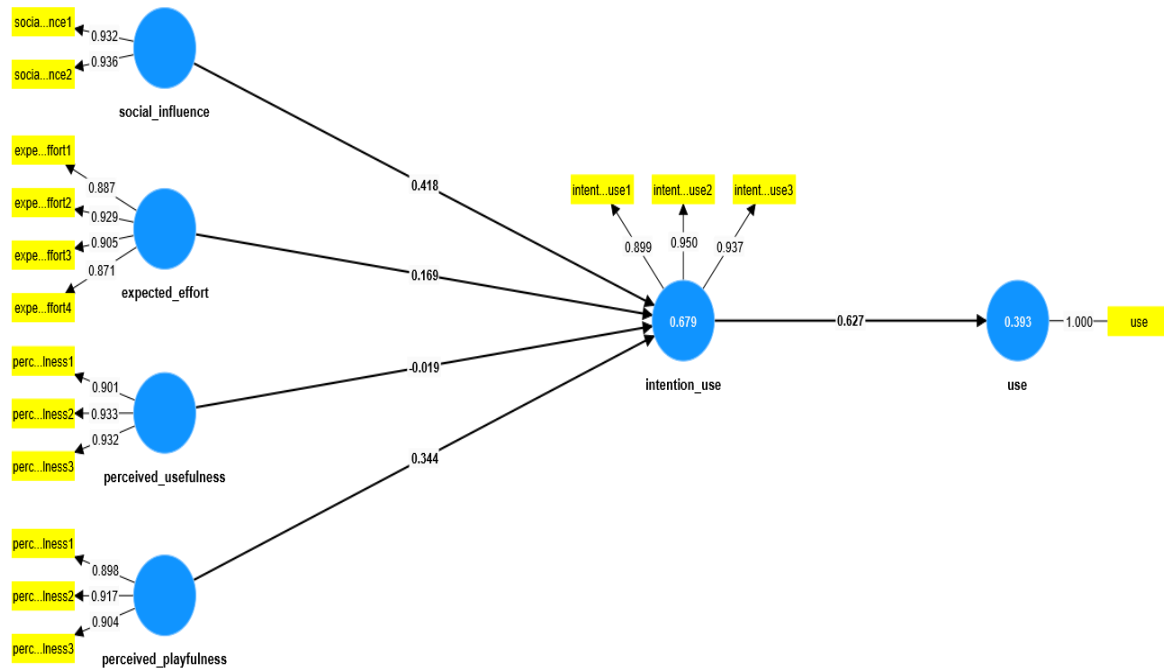 socia...nce1
0.932
0.936
socia...nce2
social_influence
expe...ffort1
0.887
expe...ffort2
0.929
0.905
expe...ffort3
0.871
expe...ffort4
expected_effort
perc...lness1
0.901
perc...lness2
0.933
0.932
perc...lness3
perceived_usefulness
perc...lness1
0.898
perc...lness2
0.917
0.904
perc...lness3
perceived_playfulness
0.418
0.169
-0.019
0.344
intent...use1
intent...use2
intent...use3
0.899
0.950
0.937
0.679
intention_use
0.627
0.393
use
1.000
use